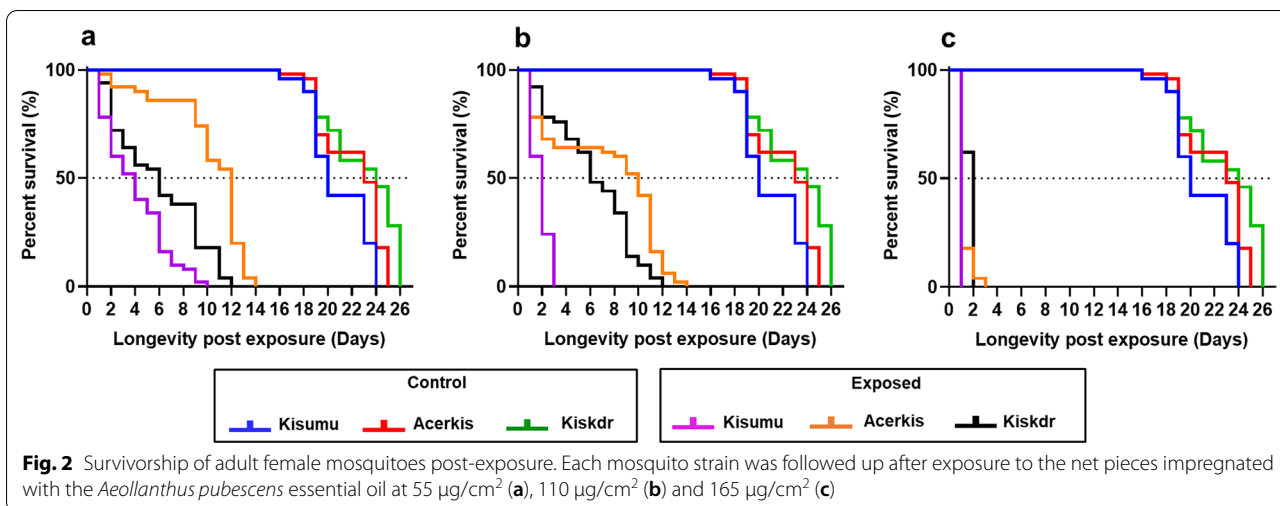 a b c
100 100 100
Percent survival (%) Percent survival (%) Percent survival (%)
50 50 50
0 0 0
0 2 4 6 8 10 12 14 16 18 20 22 24 26 0 2 4 6 8 10 12 14 16 18 20 22 24 26 0 2 4 6 8 10 12 14 16 18 20 22 24 26
Longevity post exposure (Days) Longevity post exposure (Days) Longevity post exposure (Days)
Control Exposed
Kisumu Acerkis Kiskdr Kisumu Acerkis Kiskdr
Fig. 2 Survivorship of adult female mosquitoes post-exposure. Each mosquito strain was followed up after exposure to the net pieces impregnated
with the Aeollanthus pubescens essential oil at 55 µg/cm² (a), 110 µg/cm² (b) and 165 µg/cm² (c)